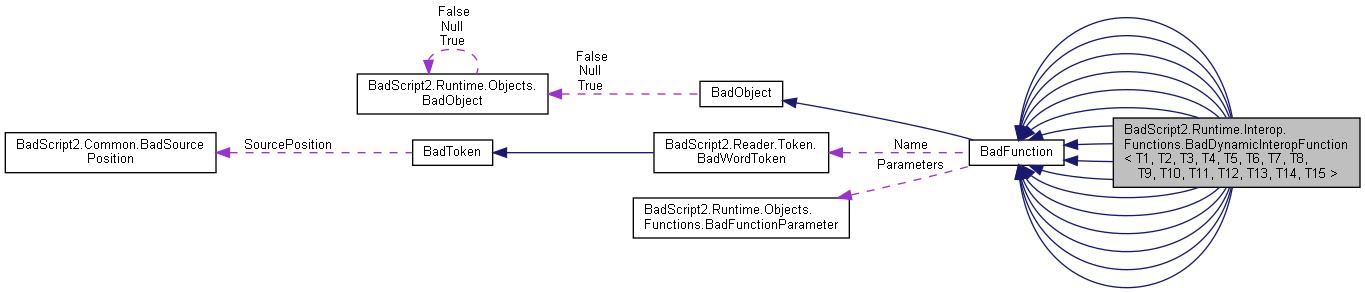 False
Null
True
BadScript2.Runtime.Objects.
BadObject
False
Null
True
BadObject
BadScript2.Common.BadSource
Position
SourcePosition
BadToken
BadScript2.Reader.Token.
BadWordToken
Name
Parameters
BadScript2.Runtime.Objects.
Functions.BadFunctionParameter
BadFunction
BadScript2.Runtime.Interop.
Functions.BadDynamicInteropFunction
< T1, T2, T3, T4, T5, T6, T7, T8,
T9, T10, T11, T12, T13, T14, T15 >